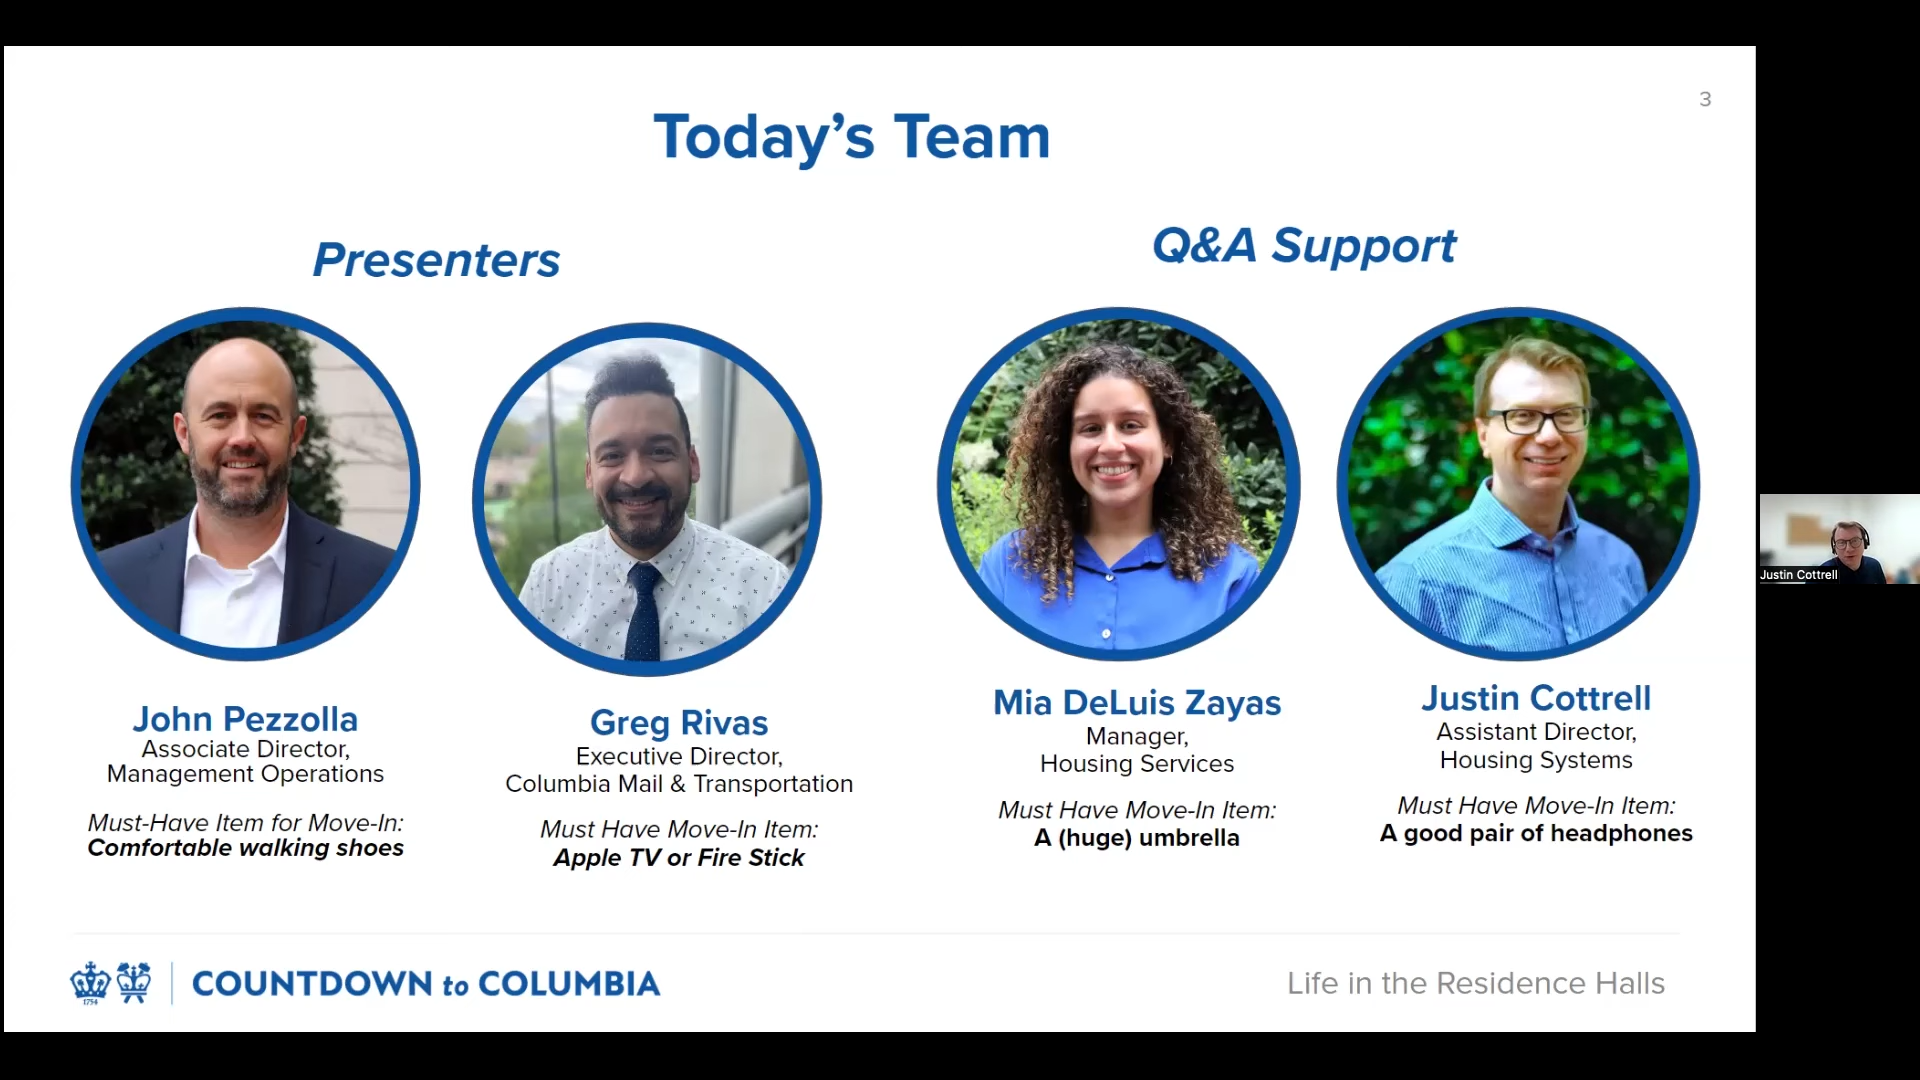 3
Today's Team
Presenters
Q&A Support
John Pezzolla
Associate Director,
Management Operations
Must-Have Item for Move-In:
Comfortable walking shoes
Greg Rivas
Executive Director,
Columbia Mail & Transportation
Must Have Move-In Item:
Apple TV or Fire Stick
Mia DeLuis Zayas
Manager,
Housing Services
Must Have Move-In Item:
A (huge) umbrella
Justin Cottrell
Assistant Director,
Housing Systems
Must Have Move-In Item:
A good pair of headphones
Justin Cottrell
1754
COUNTDOWN to COLUMBIA
Life in the Residence Halls